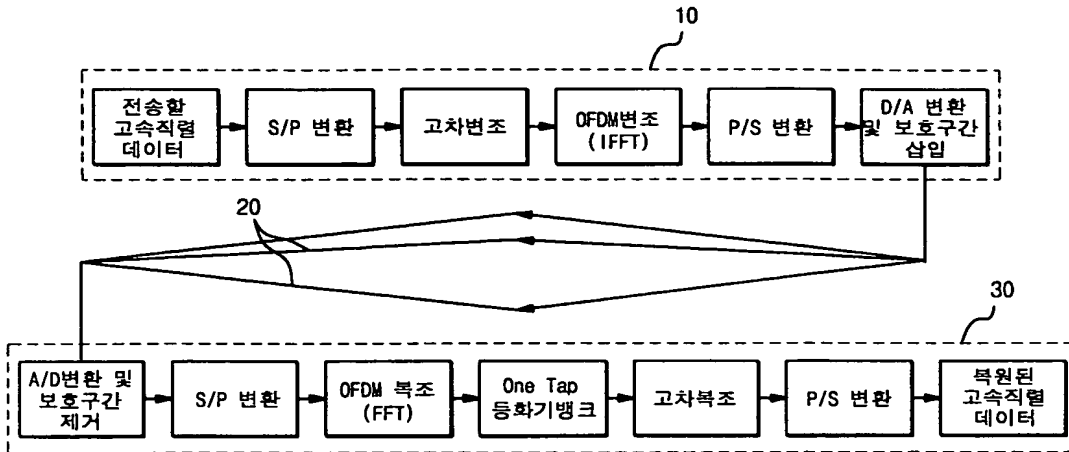 10
전송할
고속직렬
데이터
S/P 변환
고차변조
OFDM변조
(IFFT)
P/S 변환
D/A 변환
및 보호구간
삽입
20
30
A/D변환 및
보호구간
제거
S/P 변환
OFDM 복조
(FFT)
One Tap
등화기뱅크
고차복조
P/S 변환
복원된
고속직렬
데이터